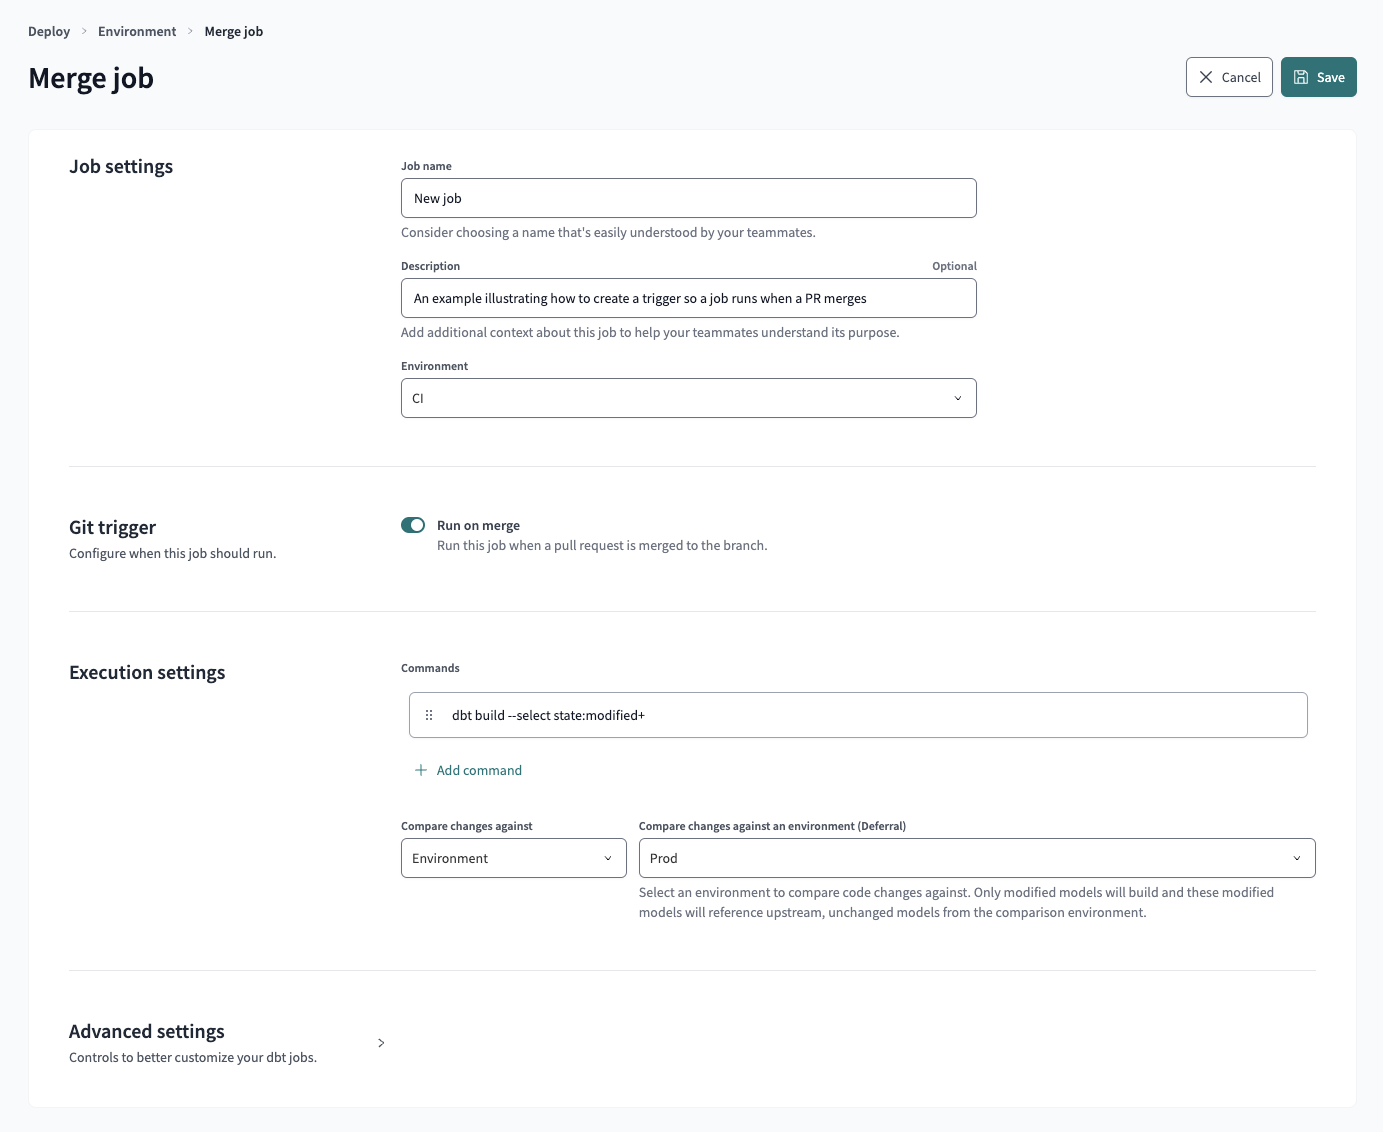 Deploy > Environment > Merge job
Merge job
Cancel
Save
Job settings
Job name
New job
Consider choosing a name that's easily understood by your teammates.
Description
Optional
An example illustrating how to create a trigger so a job runs when a PR merges
Add additional context about this job to help your teammates understand its purpose.
Environment
CI
Git trigger
Configure when this job should run.
Run on merge
Run this job when a pull request is merged to the branch.
Execution settings
Commands
dbt build --select state:modified+
Add command
Compare changes against
Environment
Compare changes against an environment (Deferral)
Prod
Select an environment to compare code changes against. Only modified models will build and these modified
models will reference upstream, unchanged models from the comparison environment.
Advanced settings
Controls to better customize your dbt jobs.